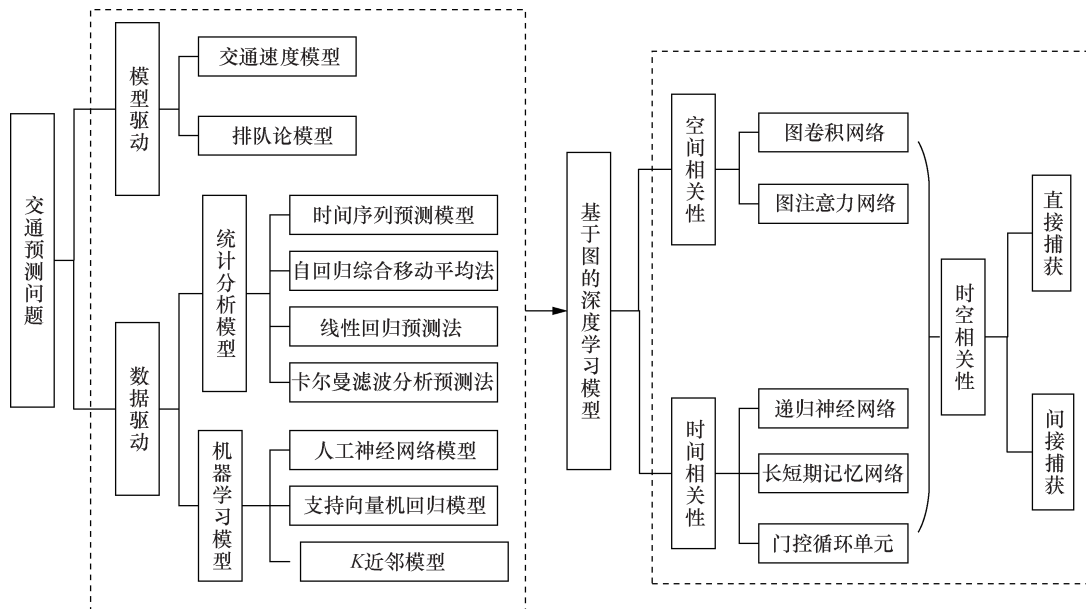 交通预测问题
模型驱动
交通速度模型
排队论模型
数据驱动
统计分析模型
时间序列预测模型
自回归综合移动平均法
线性回归预测法
卡尔曼滤波分析预测法
机器学习模型
人工神经网络模型
支持向量机回归模型
K近邻模型
基于图的深度学习模型
空间相关性
图卷积网络
图注意力网络
时间相关性
递归神经网络
长短期记忆网络
门控循环单元
时空相关性
直接捕获
间接捕获